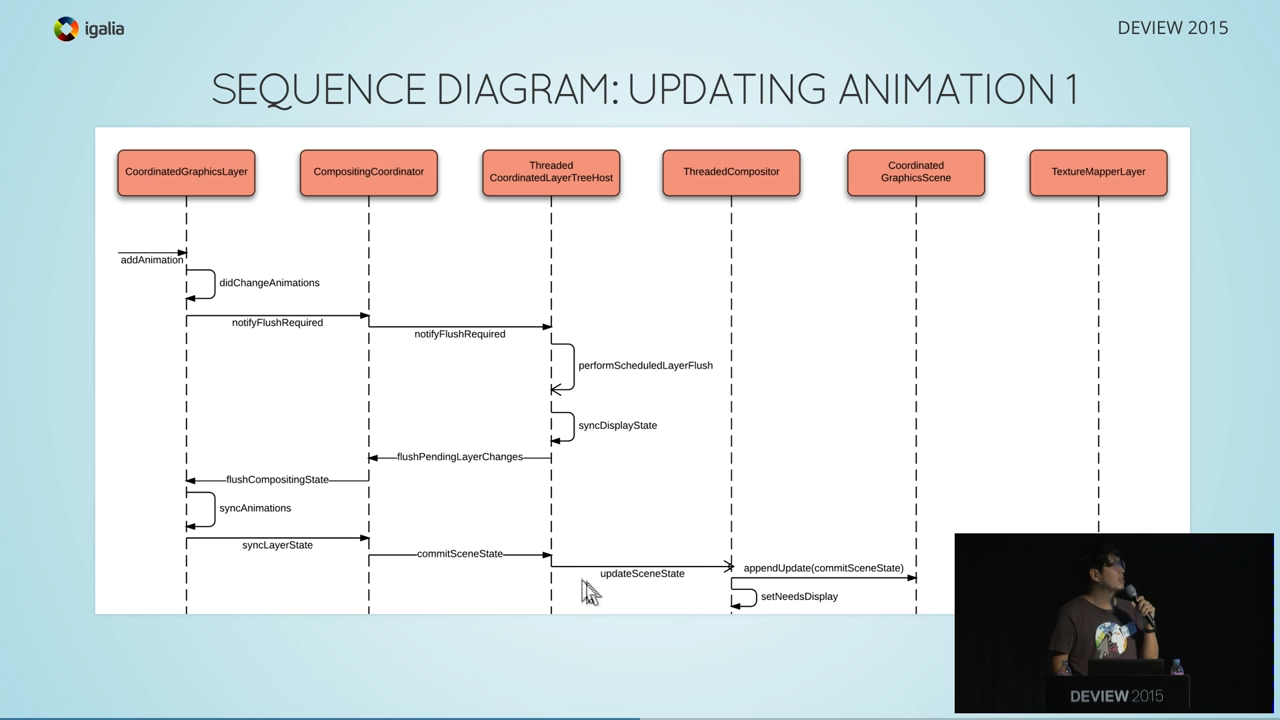 igalia
DEVIEW 2015
SEQUENCE DIAGRAM: UPDATING ANIMATION 1
CoordinatedGraphicsLayer
CompositingCoordinator
Threaded
CoordinatedLayerTreeHost
ThreadedCompositor
Coordinated
GraphicsScene
TextureMapperLayer
addAnimation
didChangeAnimations
notifyFlushRequired
notifyFlushRequired
performScheduledLayerFlush
syncDisplayState
flushPendingLayerChanges
flushCompositingState
syncAnimations
syncLayerState
commitSceneState
updateSceneState
appendUpdate(commitSceneState)
setNeedsDisplay
DEVIEW 2015